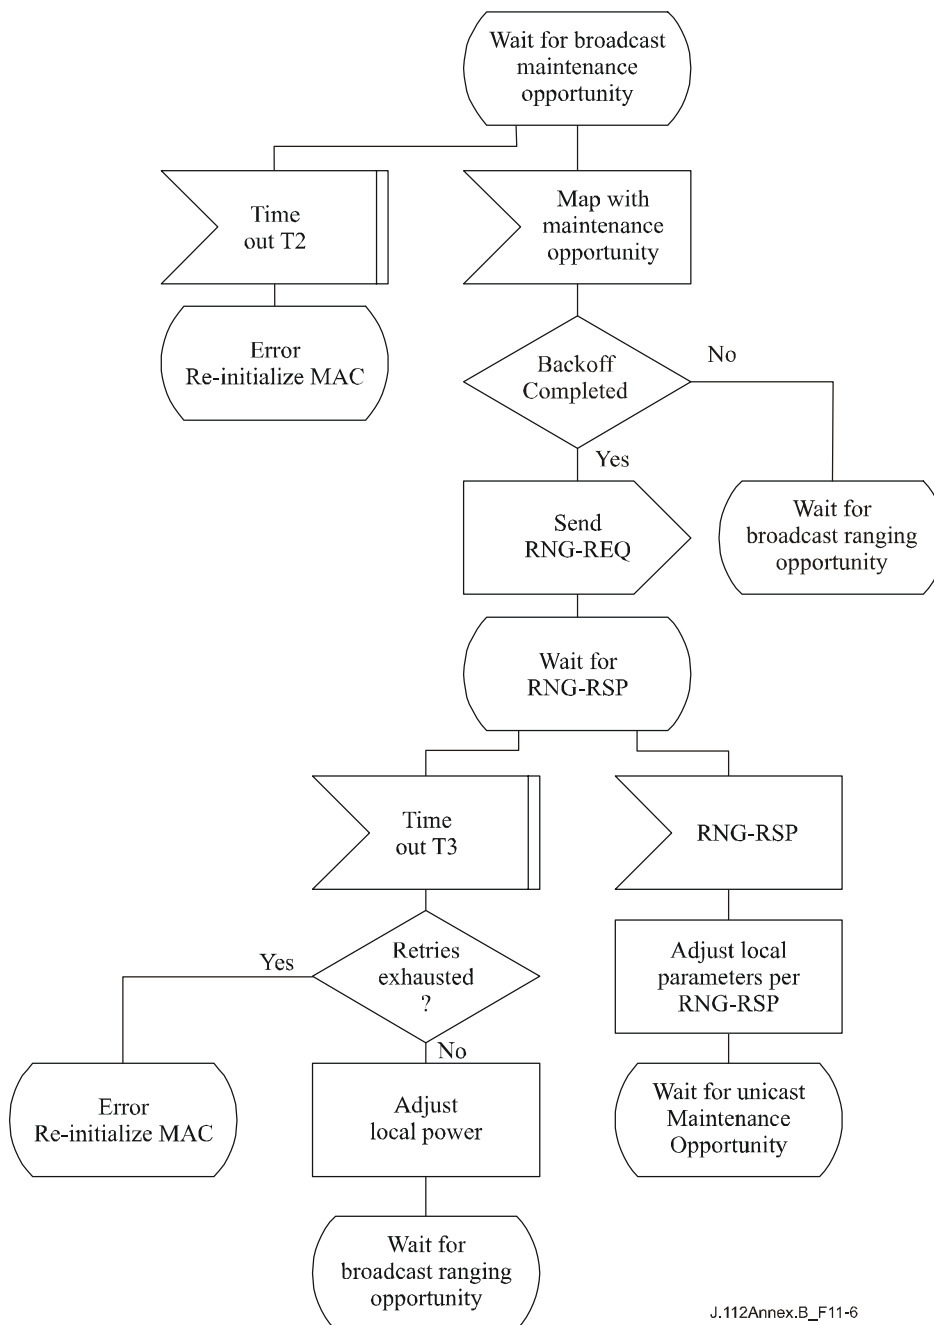 Wait for broadcast
maintenance
opportunity
Time
out T2
Map with
maintenance
opportunity
Error
Re-initialize MAC
Backoff
Completed
No
Yes
Send
RNG-REQ
Wait for
broadcast ranging
opportunity
Wait for
RNG-RSP
Time
out T3
RNG-RSP
Yes
Retries
exhausted
?
Adjust local
parameters per
RNG-RSP
No
Error
Re-initialize MAC
Adjust
local power
Wait for unicast
Maintenance
Opportunity
Wait for
broadcast ranging
opportunity
J.112Annex.B_F11-6